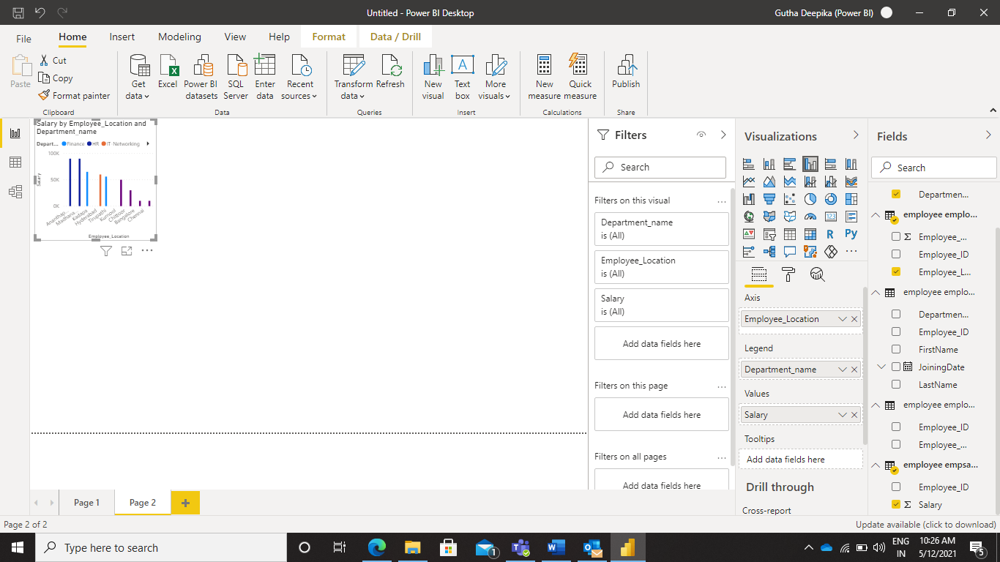 Untitled - Power BI Desktop
Gutha Deepika (Power BI)
File
Home
Insert
Modeling
View
Help
Format
Data / Drill
Paste
Cut
Copy
Format painter
Get data
Excel
Power BI datasets
SQL Server
Enter data
Recent sources
Transform data
Refresh
New visual
Text box
More visuals
New measure
Quick measure
Publish
Clipboard
Data
Queries
Insert
Calculations
Share
Salary by Employee_Location and
Department_name
Depart...
Finance
HR
IT Networking
100K
50K
0K
Salary
Ananthap...
Madhana...
Kadapa
Hyderabad
Tirupathi
Kurnool
Chittoor
Bangalore
Chennai
Employee_Location
Filters
Search
Filters on this visual
...
Department_name
is (All)
Employee_Location
is (All)
Salary
is (All)
Add data fields here
Filters on this page
...
Add data fields here
Filters on all pages
...
Add data fields here
Visualizations
123
R
Py
...
Axis
Employee_Location
Legend
Department_name
Values
Salary
Tooltips
Add data fields here
Drill through
Cross-report
Fields
Search
Departmen...
employee emplo...
Σ Employee_...
Employee_ID
Employee_L...
employee emplo...
Departmen...
Employee_ID
FirstName
JoiningDate
LastName
employee emplo...
Employee_ID
Employee_...
employee empsa...
Employee_ID
Σ Salary
Page 1
Page 2
+
Page 2 of 2
Update available (click to download)
Type here to search
1
ENG
IN
10:26 AM
5/12/2021
5